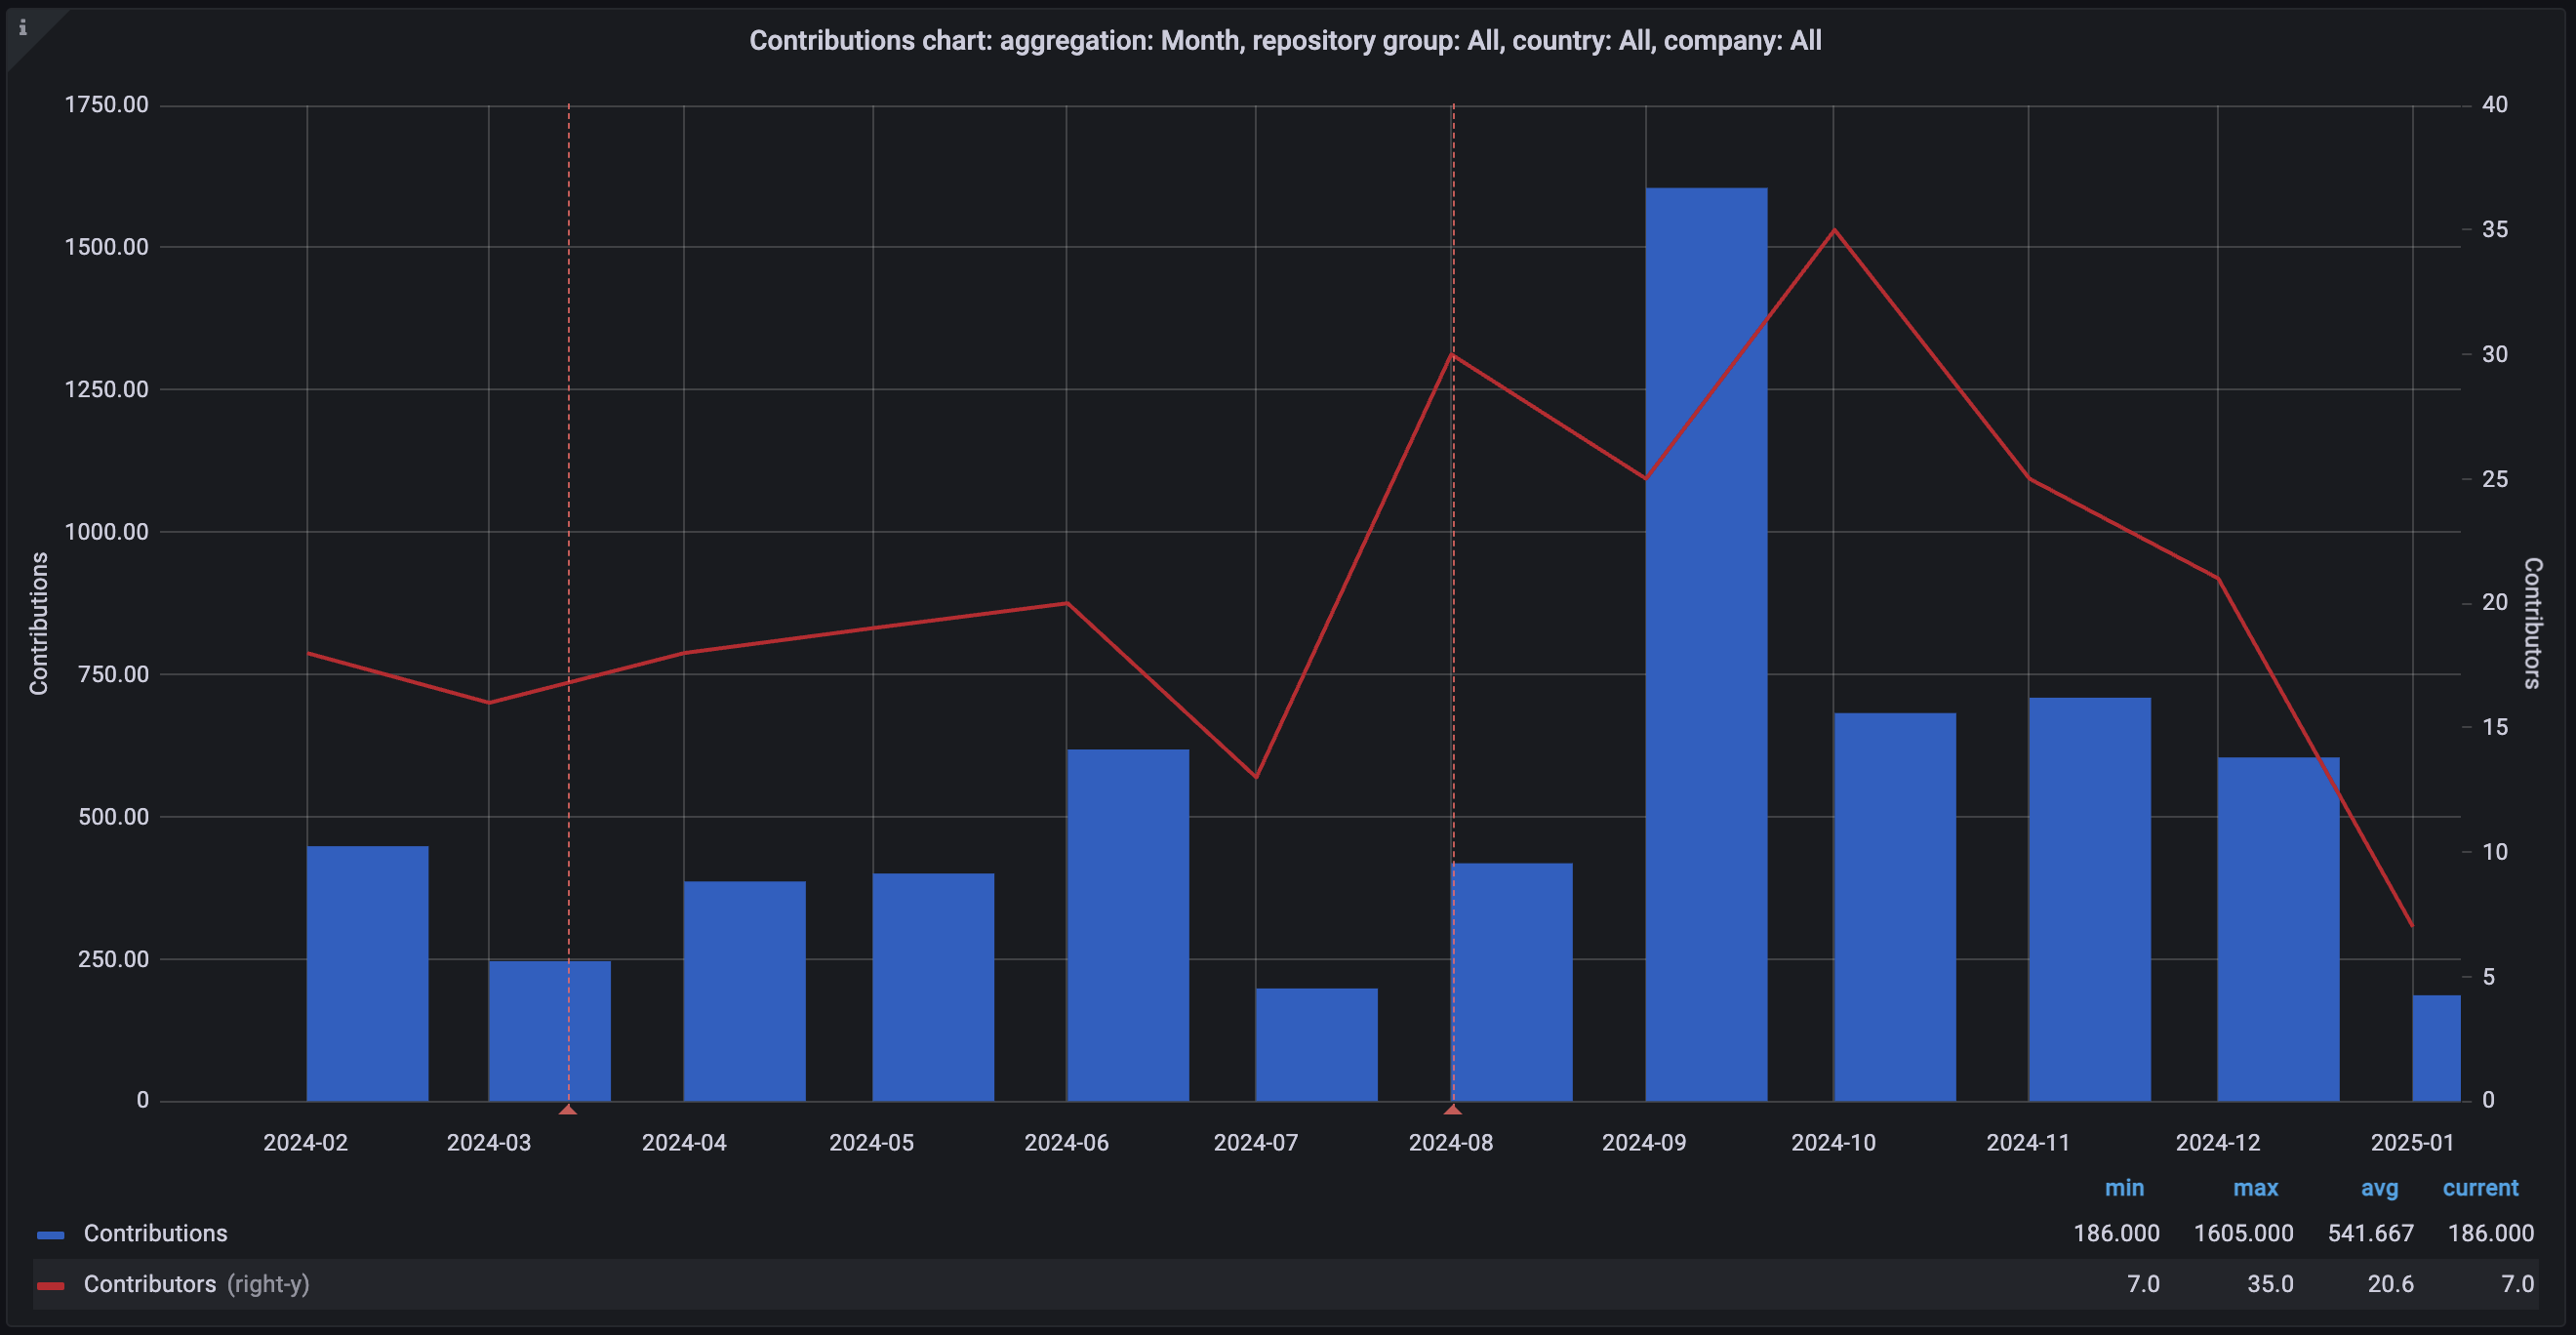 i
Contributions chart: aggregation: Month, repository group: All, country: All, company: All
1750.00
1500.00
1250.00
1000.00
750.00
500.00
250.00
0
Contributions
40
35
30
25
20
15
10
5
0
Contributors
2024-02 2024-03 2024-04 2024-05 2024-06 2024-07 2024-08 2024-09 2024-10 2024-11 2024-12 2025-01
min max avg current
Contributions 186.000 1605.000 541.667 186.000
Contributors (right-y) 7.0 35.0 20.6 7.0